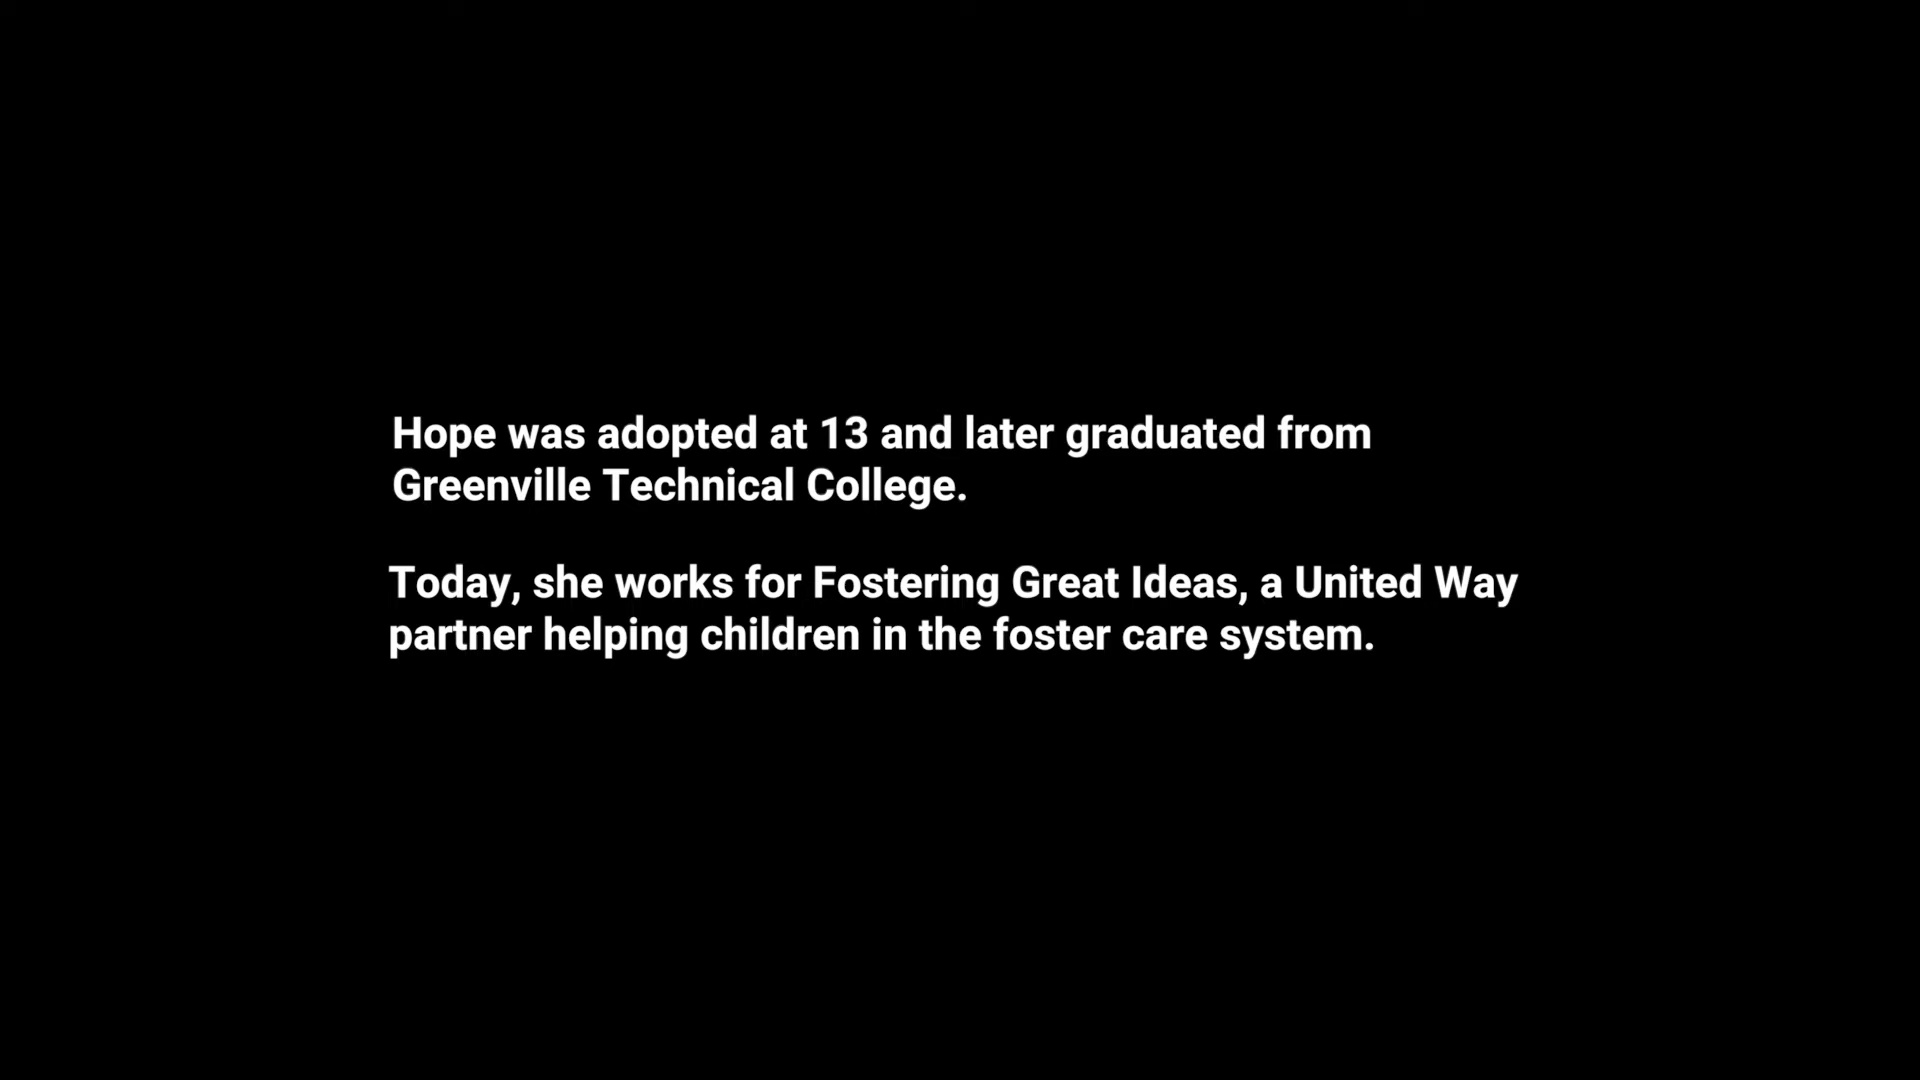 Hope was adopted at 13 and later graduated from
Greenville Technical College.
Today, she works for Fostering Great Ideas, a United Way
partner helping children in the foster care system.